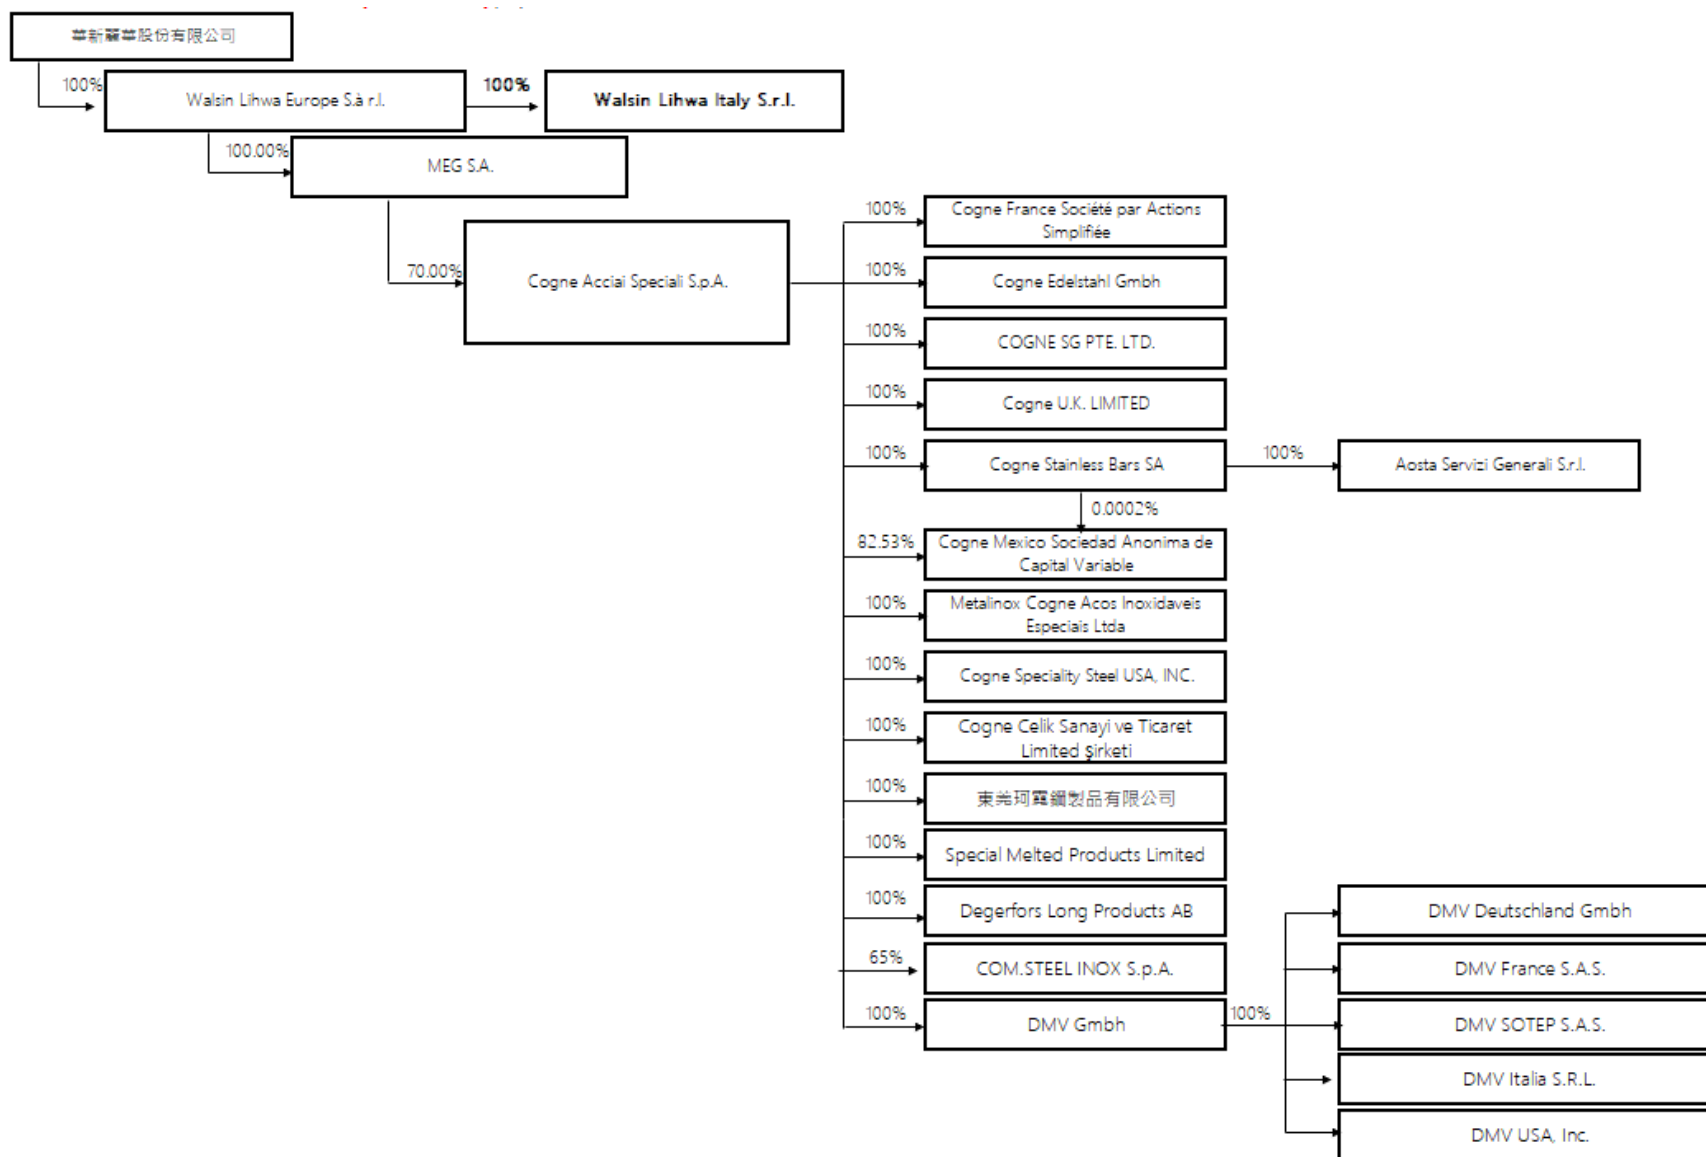 華新麗華股份有限公司
100%
Walsin Lihwa Europe S.à r.l.
100%
Walsin Lihwa Italy S.r.l.
100.00%
MEG S.A.
70.00%
Cogne Acciai Speciali S.p.A.
100%
Cogne France Société par Actions
Simplifiée
100%
Cogne Edelstahl Gmbh
100%
COGNE SG PTE. LTD.
100%
Cogne U.K. LIMITED
100%
Cogne Stainless Bars SA
100%
Aosta Servizi Generali S.r.l.
0.0002%
82.53%
Cogne Mexico Sociedad Anonima de
Capital Variable
100%
Metalinox Cogne Acos Inoxidaveis
Especiais Ltda
100%
Cogne Speciality Steel USA, INC.
100%
Cogne Celik Sanayi ve Ticaret
Limited Şirketi
100%
東莞珂霓鋼製品有限公司
100%
Special Melted Products Limited
100%
Degerfors Long Products AB
65%
COM.STEEL INOX S.p.A.
100%
DMV Gmbh
100%
DMV Deutschland Gmbh
DMV France S.A.S.
DMV SOTEP S.A.S.
DMV Italia S.R.L.
DMV USA, Inc.